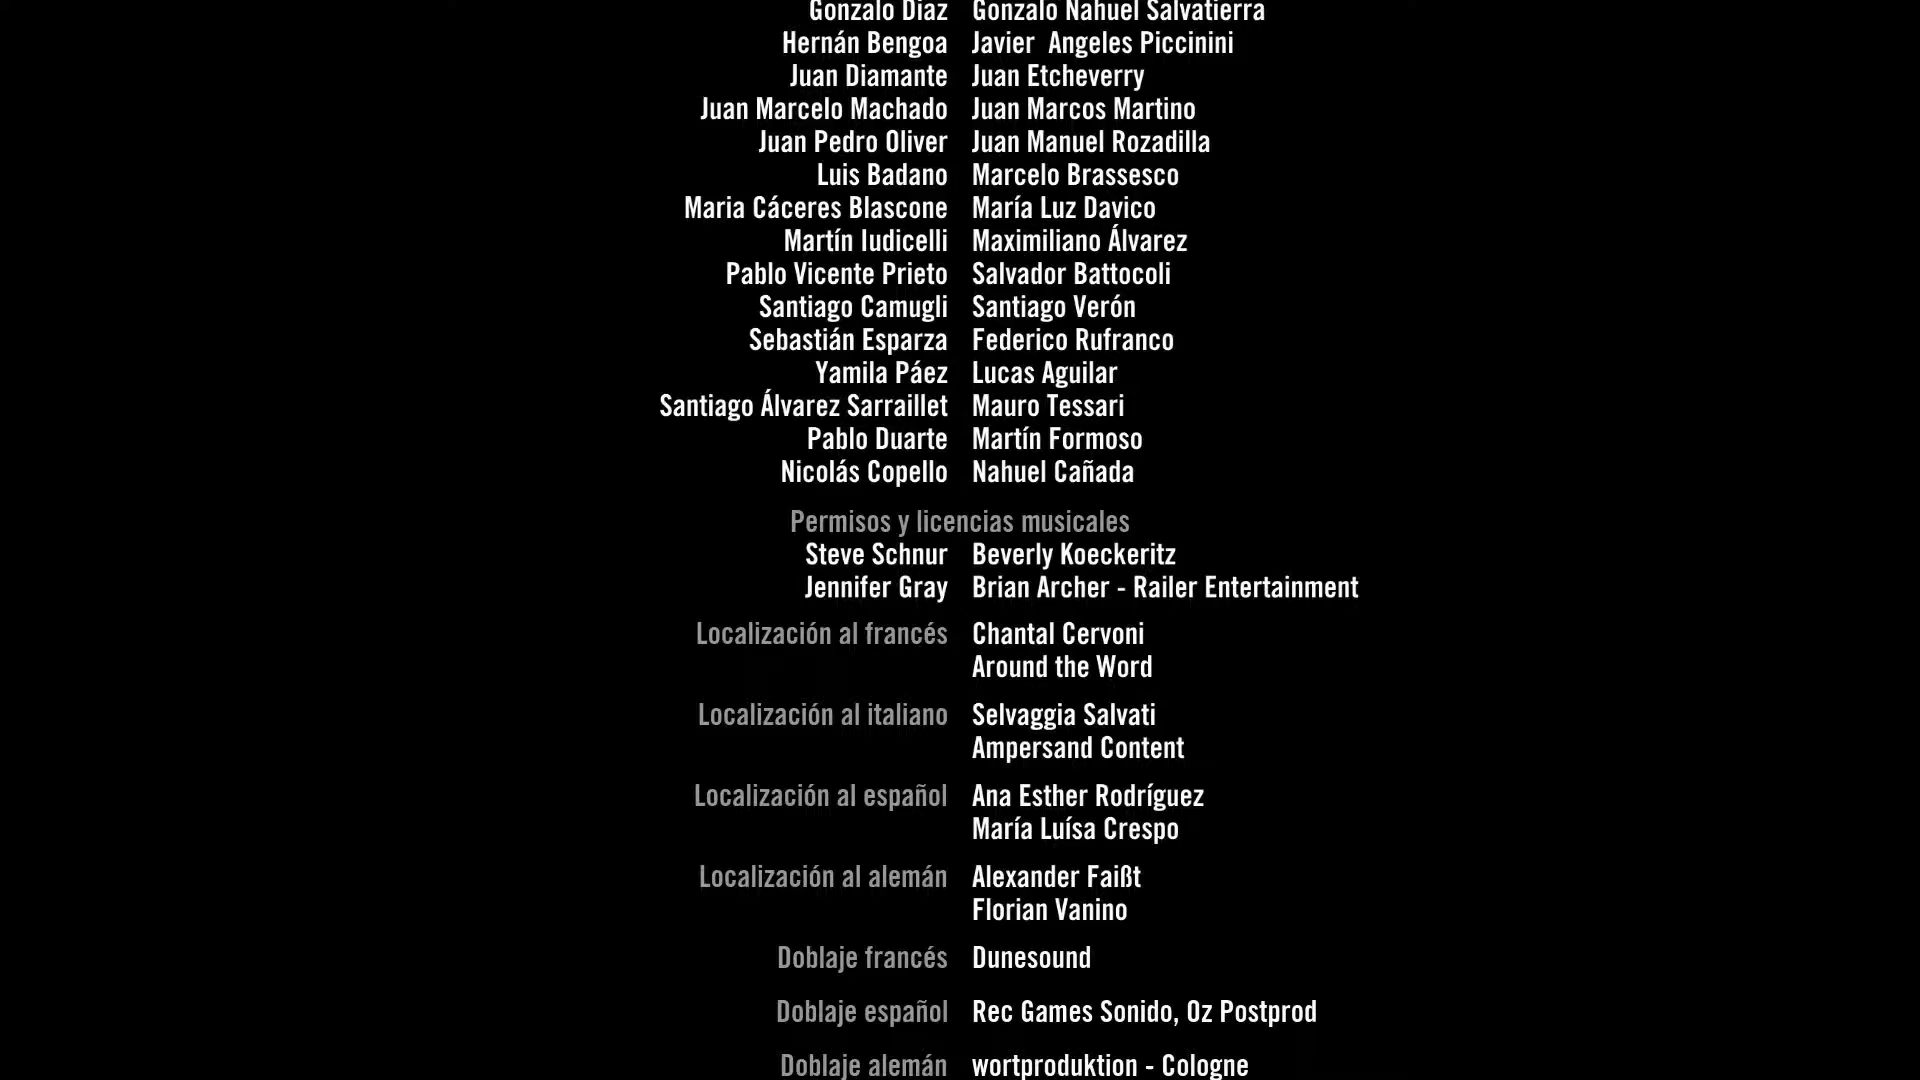 Gonzalo Díaz Gonzalo Nahuel Salvatierra
Hernán Bengoa Javier  Angeles Piccinini
Juan Diamante Juan Etcheverry
Juan Marcelo Machado Juan Marcos Martino
Juan Pedro Oliver Juan Manuel Rozadilla
Luis Badano Marcelo Brassesco
Maria Cáceres Blascone María Luz Davico
Martín Iudicelli Maximiliano Álvarez
Pablo Vicente Prieto Salvador Battocoli
Santiago Camugli Santiago Verón
Sebastián Esparza Federico Rufranco
Yamila Páez Lucas Aguilar
Santiago Álvarez Sarraillet Mauro Tessari
Pablo Duarte Martín Formoso
Nicolás Copello Nahuel Cañada
Permisos y licencias musicales
Steve Schnur Beverly Koeckeritz
Jennifer Gray Brian Archer - Railer Entertainment
Localización al francés Chantal Cervoni
Around the Word
Localización al italiano Selvaggia Salvati
Ampersand Content
Localización al español Ana Esther Rodríguez
María Luísa Crespo
Localización al alemán Alexander Faißt
Florian Vanino
Doblaje francés Dunesound
Doblaje español Rec Games Sonido, Oz Postprod
Doblaje alemán wortproduktion - Cologne